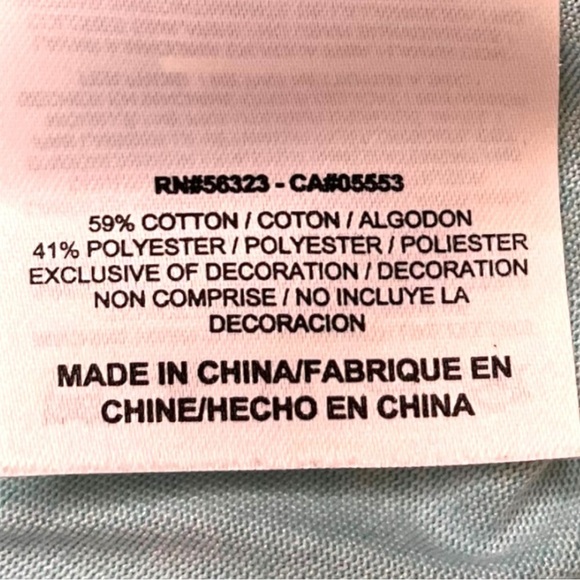 RN#56323 - CA#05553
59% COTTON / COTON / ALGODON
41% POLYESTER / POLYESTER / POLIESTER
EXCLUSIVE OF DECORATION / DECORATION
NON COMPRISE / NO INCLUYE LA
DECORACION
MADE IN CHINA/FABRIQUE EN
CHINE/HECHO EN CHINA